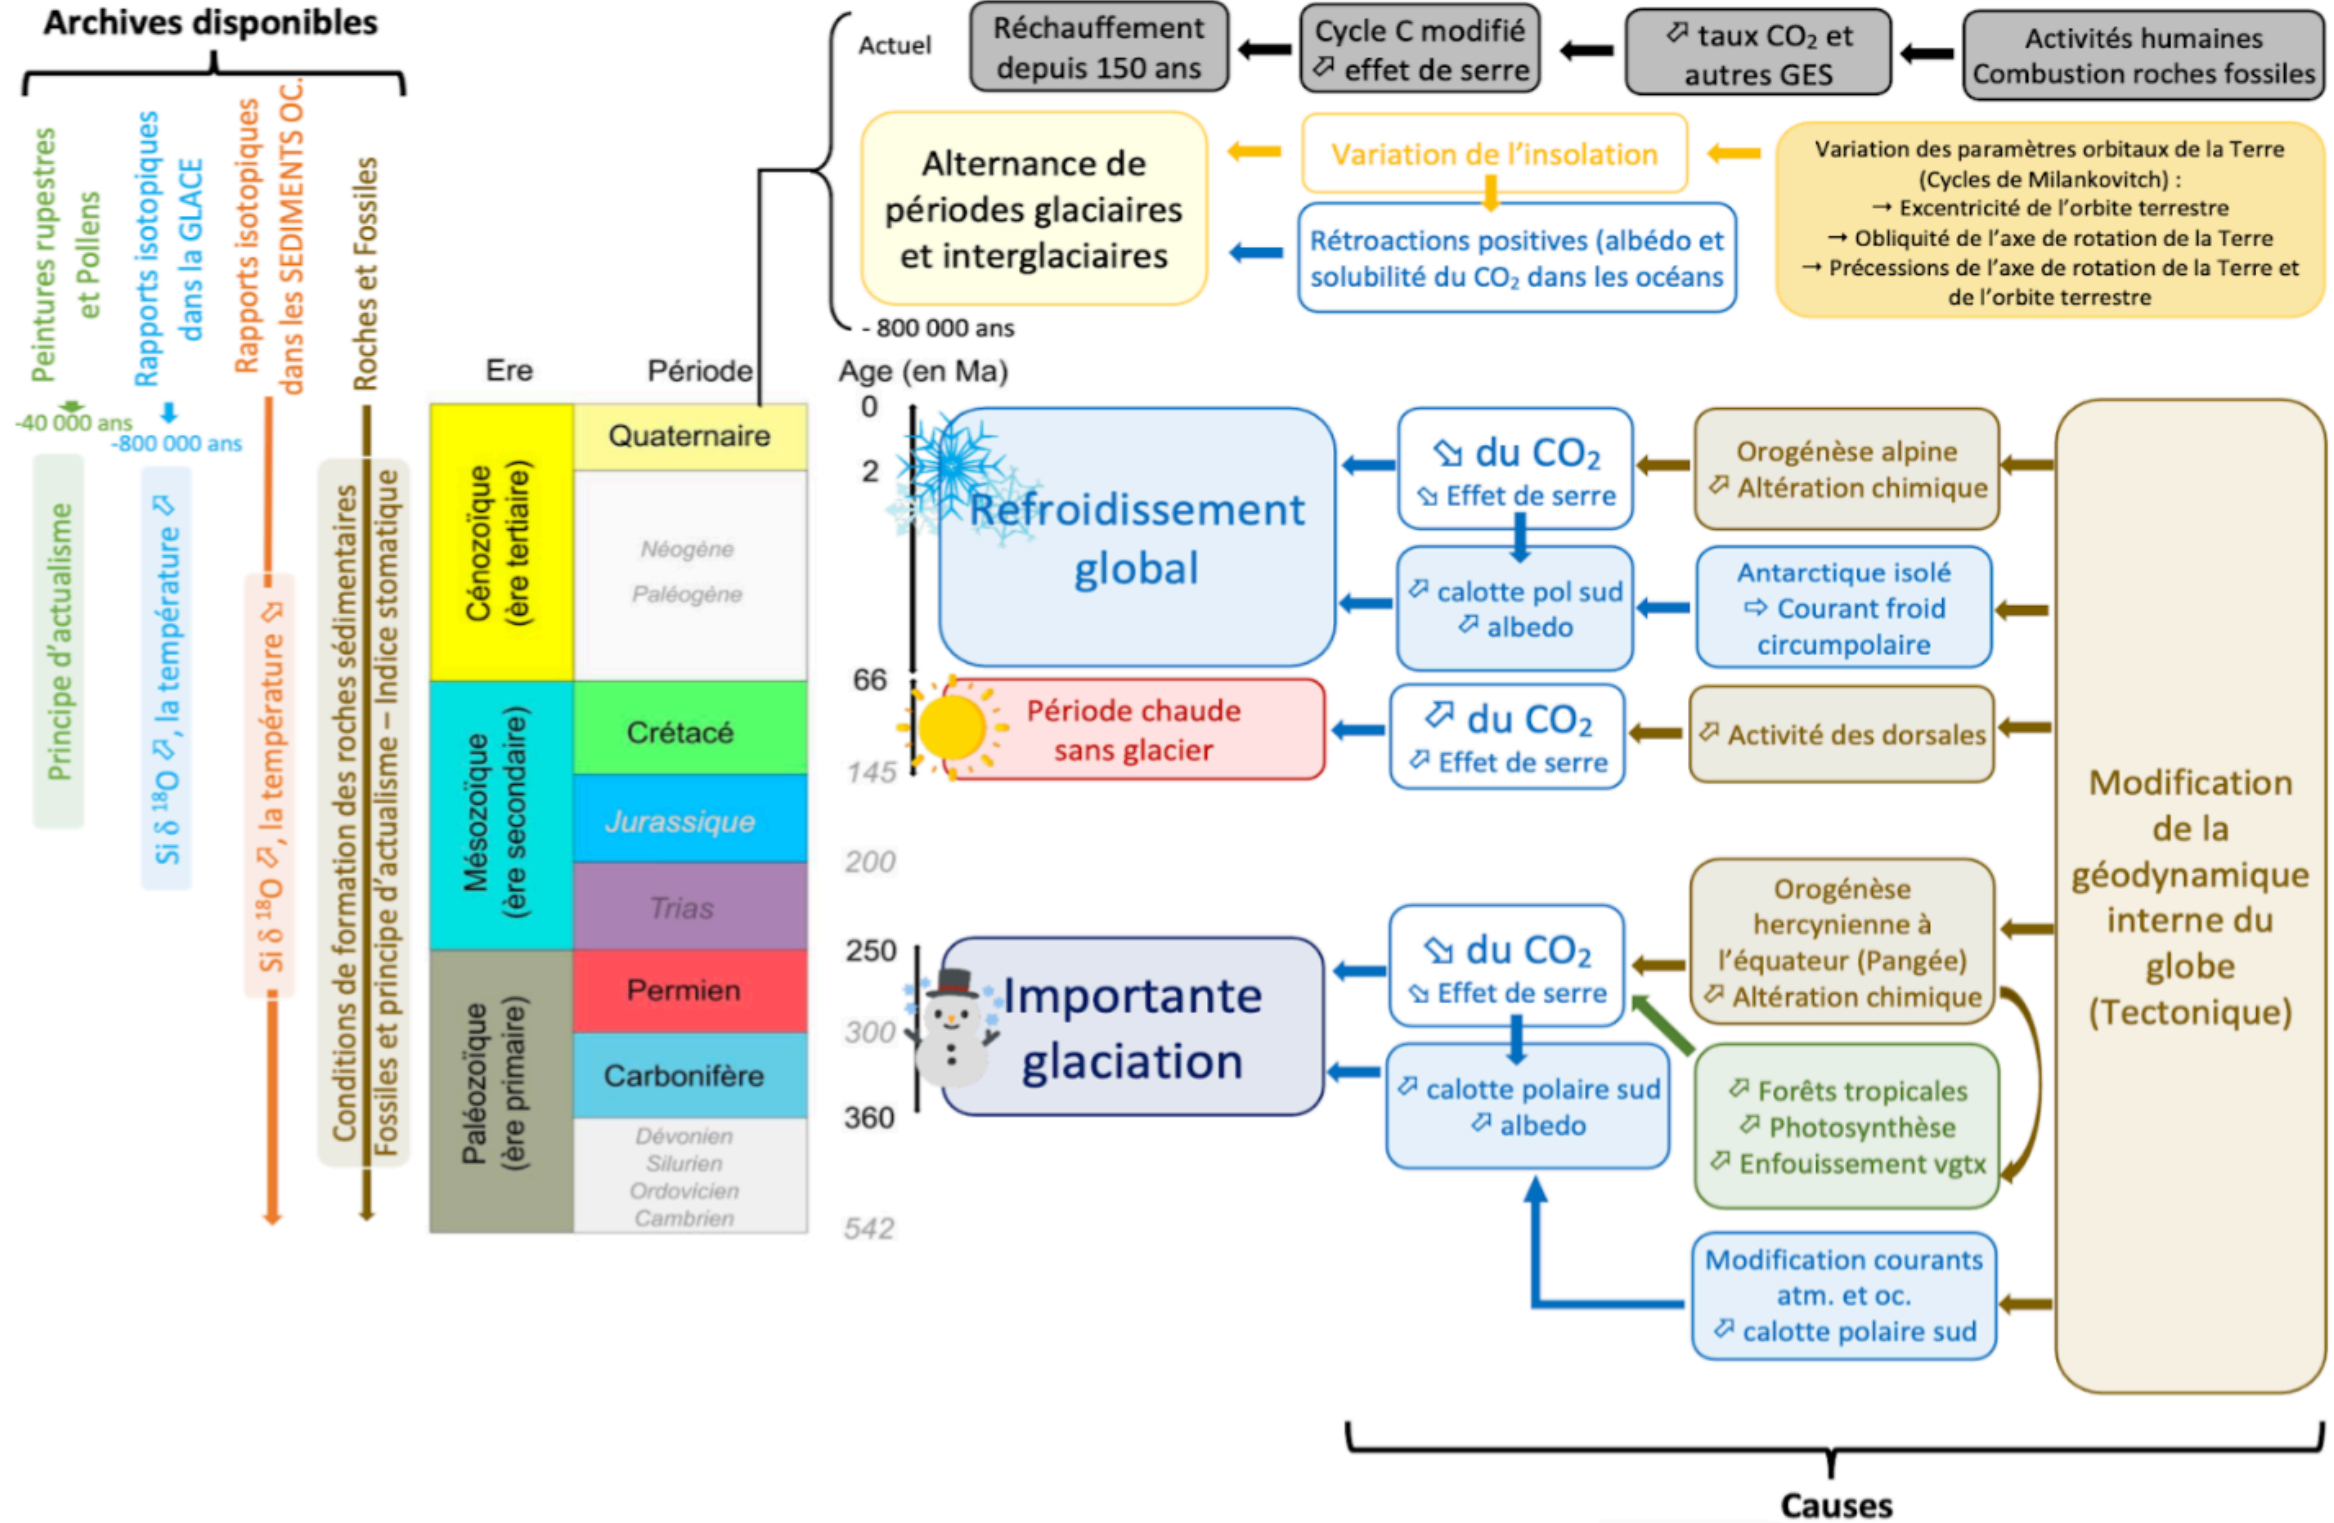 Archives disponibles
Peintures rupestres
et Pollens
-40 000 ans
Principe d'actualisme
Rapports isotopiques
dans la GLACE
-800 000 ans
Si δ ¹⁸O ⬀, la température ⬀
Rapports isotopiques
dans les SEDIMENTS OC.
Si δ ¹⁸O ⬀, la température ⬂
Roches et Fossiles
Conditions de formation des roches sédimentaires
Fossiles et principe d'actualisme – Indice stomatique
Actuel
Réchauffement
depuis 150 ans
Cycle C modifié
⬀ effet de serre
⬀ taux CO₂ et
autres GES
Activités humaines
Combustion roches fossiles
Alternance de
périodes glaciaires
et interglaciaires
Variation de l'insolation
Rétroactions positives (albédo et
solubilité du CO₂ dans les océans
Variation des paramètres orbitaux de la Terre
(Cycles de Milankovitch) :
→ Excentricité de l'orbite terrestre
→ Obliquité de l'axe de rotation de la Terre
→ Précessions de l'axe de rotation de la Terre et
de l'orbite terrestre
- 800 000 ans
Ere
Période
Age (en Ma)
Cénozoïque
(ère tertiaire)
Mésozoïque
(ère secondaire)
Paléozoïque
(ère primaire)
Quaternaire
Néogène
Paléogène
Crétacé
Jurassique
Trias
Permien
Carbonifère
Dévonien
Silurien
Ordovicien
Cambrien
0
2
66
145
200
250
300
360
542
Refroidissement
global
⬂ du CO₂
⬂ Effet de serre
Orogénèse alpine
⬀ Altération chimique
⬀ calotte pol sud
⬀ albedo
Antarctique isolé
⇨ Courant froid
circumpolaire
Période chaude
sans glacier
⬀ du CO₂
⬀ Effet de serre
⬀ Activité des dorsales
Importante
glaciation
⬂ du CO₂
⬂ Effet de serre
Orogénèse
hercynienne à
l'équateur (Pangée)
⬀ Altération chimique
⬀ calotte polaire sud
⬀ albedo
⬀ Forêts tropicales
⬀ Photosynthèse
⬀ Enfouissement vgtx
Modification courants
atm. et oc.
⬀ calotte polaire sud
Modification
de la
géodynamique
interne du
globe
(Tectonique)
Causes